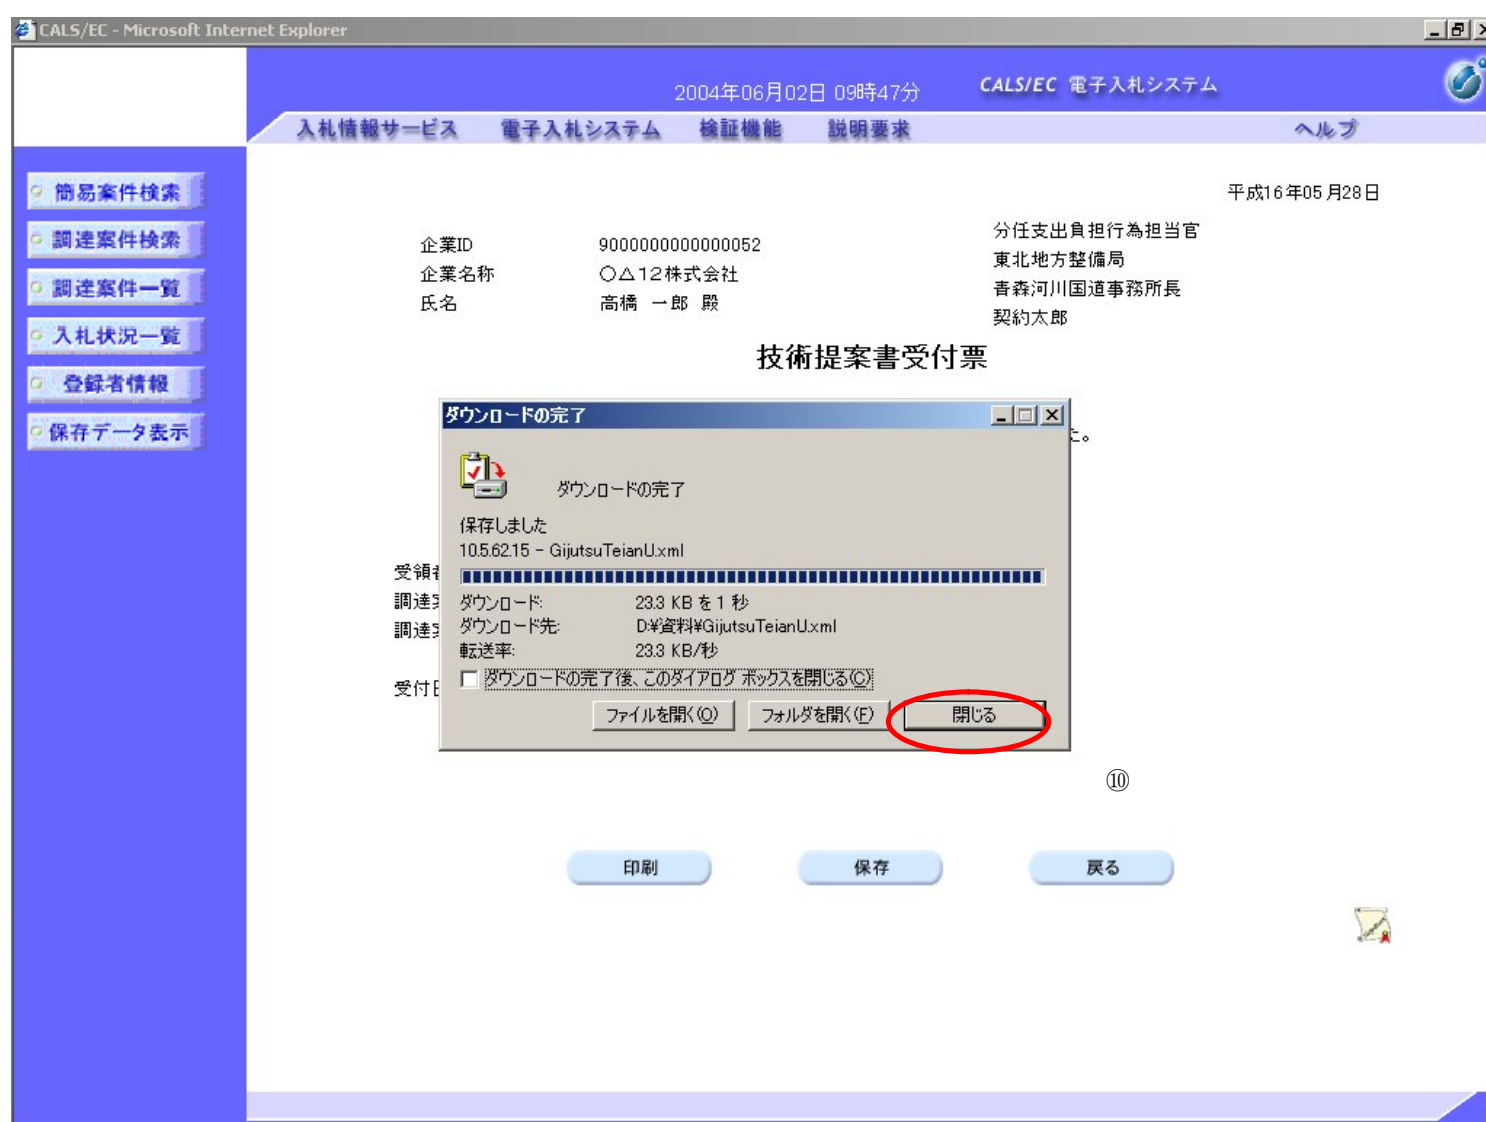 CALS/EC - Microsoft Internet Explorer
2004年06月02日 09時47分
CALS/EC 電子入札システム
入札情報サービス 電子入札システム 検証機能 説明要求 ヘルプ
簡易案件検索
調達案件検索
調達案件一覧
入札状況一覧
登録者情報
保存データ表示
平成16年05月28日
企業ID 9000000000000052
企業名称 〇△12株式会社
氏名 高橋 一郎 殿
分任支出負担行為担当官
東北地方整備局
青森河川国道事務所長
契約太郎
技術提案書受付票
た。
ダウンロードの完了
ダウンロードの完了
保存しました
10.5.62.15 - GijutsuTeianU.xml
ダウンロード: 23.3 KB を 1 秒
ダウンロード先: D:¥資料¥GijutsuTeianU.xml
転送率: 23.3 KB/秒
ダウンロードの完了後、このダイアログ ボックスを閉じる(C)
ファイルを開く(O) フォルダを開く(F) 閉じる
受領
調達
調達
受付
⑩
印刷 保存 戻る